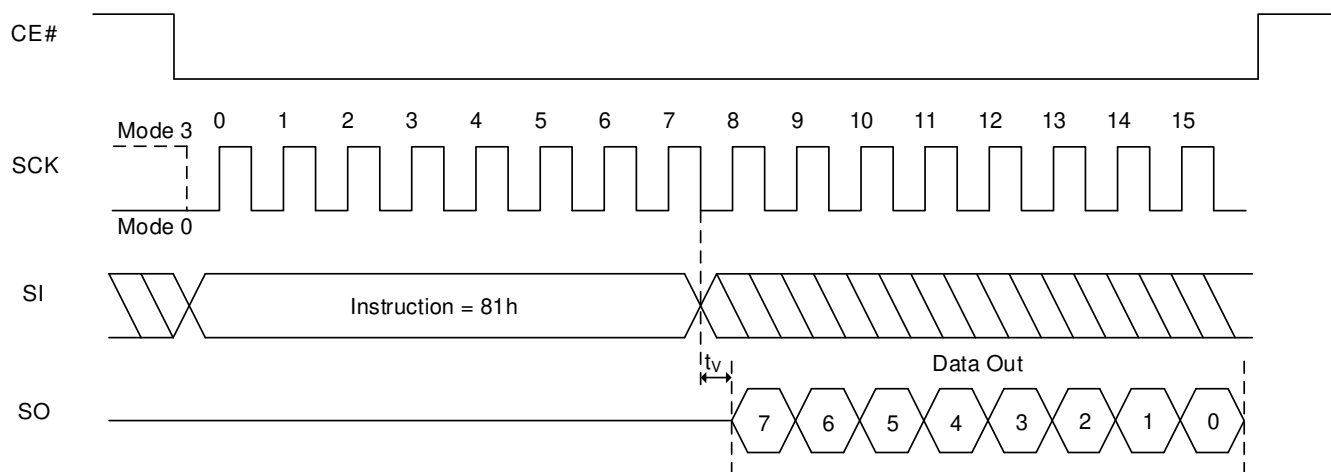 CE#
Mode 3
0 1 2 3 4 5 6 7 8 9 10 11 12 13 14 15
SCK
Mode 0
SI
Instruction = 81h
tV
Data Out
SO
7 6 5 4 3 2 1 0